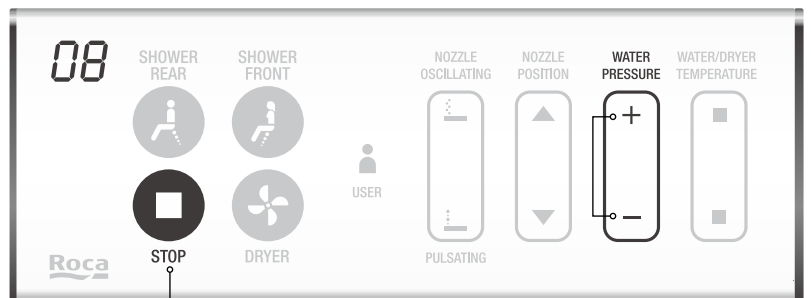 08
SHOWER
REAR
SHOWER
FRONT
NOZZLE
OSCILLATING
NOZZLE
POSITION
WATER
PRESSURE
WATER/DRYER
TEMPERATURE
+
−
USER
STOP
DRYER
PULSATING
Roca